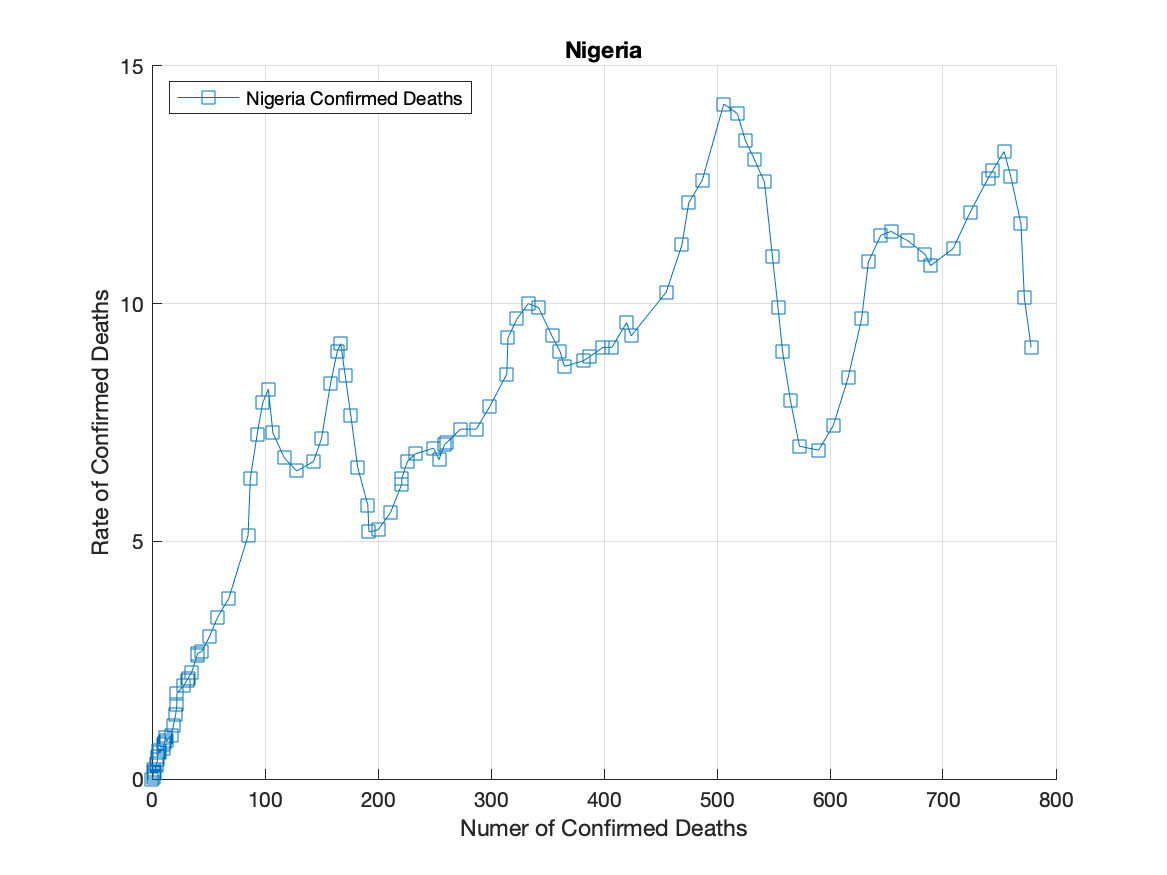 Nigeria
15
Nigeria Confirmed Deaths
10
5
0
Rate of Confirmed Deaths
0 100 200 300 400 500 600 700 800
Numer of Confirmed Deaths